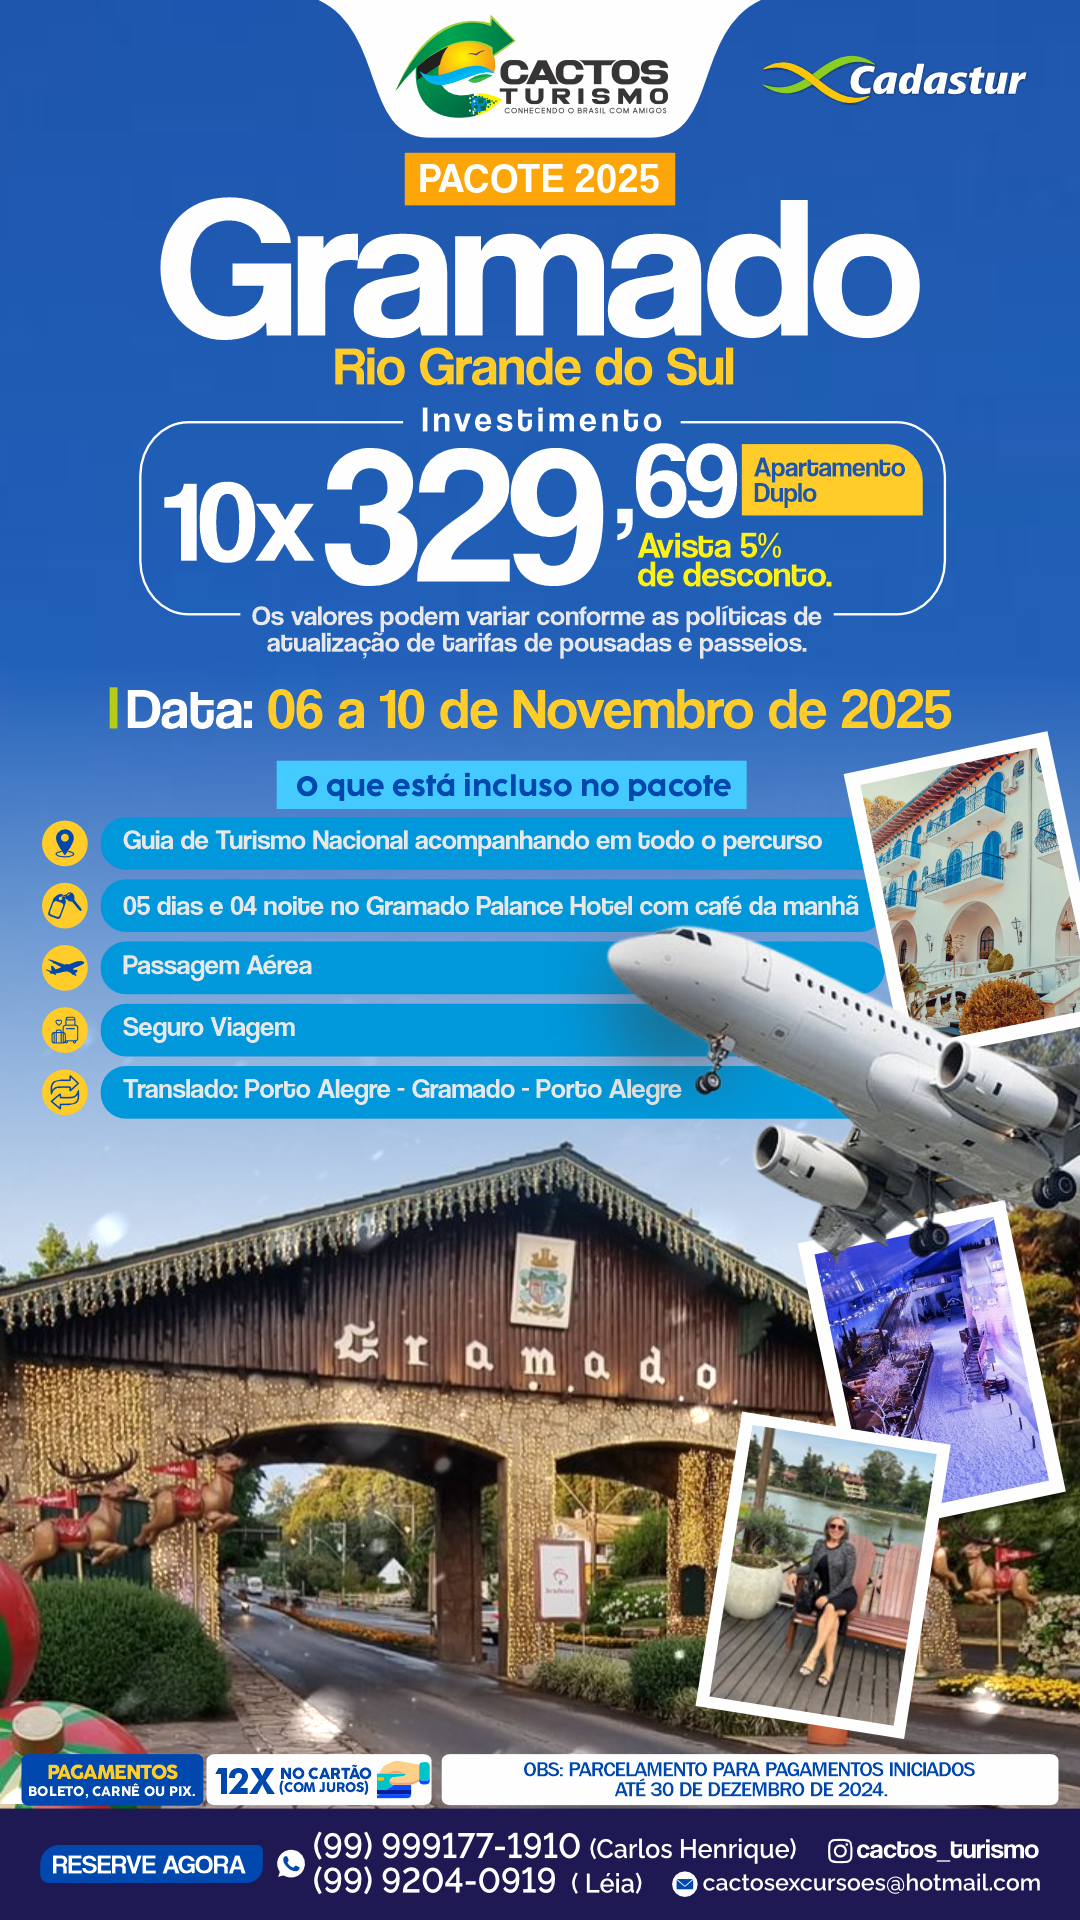 CACTOS
TURISMO
CONHECENDO O BRASIL COM AMIGOS
Cadastur
PACOTE 2025
Gramado
Rio Grande do Sul
Investimento
10x 329,69
Apartamento
Duplo
Avista 5%
de desconto.
Os valores podem variar conforme as políticas de
atualização de tarifas de pousadas e passeios.
Data: 06 a 10 de Novembro de 2025
O que está incluso no pacote
Guia de Turismo Nacional acompanhando em todo o percurso
05 dias e 04 noite no Gramado Palance Hotel com café da manhã
Passagem Aérea
Seguro Viagem
Translado: Porto Alegre - Gramado - Porto Alegre
Gramado
bradesco
PAGAMENTOS
BOLETO, CARNÊ OU PIX.
12X NO CARTÃO
(COM JUROS)
OBS: PARCELAMENTO PARA PAGAMENTOS INICIADOS
ATÉ 30 DE DEZEMBRO DE 2024.
RESERVE AGORA
(99) 999177-1910 (Carlos Henrique)
(99) 9204-0919 ( Léia)
cactos_turismo
cactosexcursoes@hotmail.com